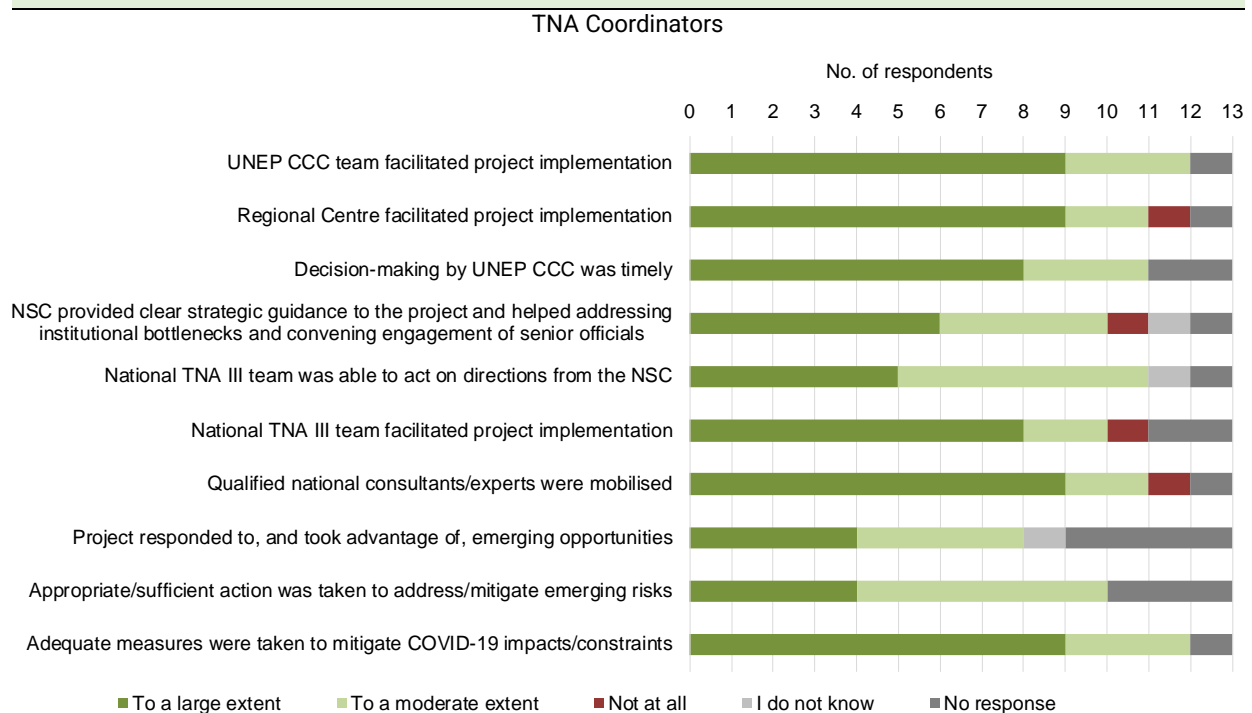 TNA Coordinators
No. of respondents
0 1 2 3 4 5 6 7 8 9 10 11 12 13
UNEP CCC team facilitated project implementation
Regional Centre facilitated project implementation
Decision-making by UNEP CCC was timely
NSC provided clear strategic guidance to the project and helped addressing
institutional bottlenecks and convening engagement of senior officials
National TNA III team was able to act on directions from the NSC
National TNA III team facilitated project implementation
Qualified national consultants/experts were mobilised
Project responded to, and took advantage of, emerging opportunities
Appropriate/sufficient action was taken to address/mitigate emerging risks
Adequate measures were taken to mitigate COVID-19 impacts/constraints
To a large extent To a moderate extent Not at all I do not know No response